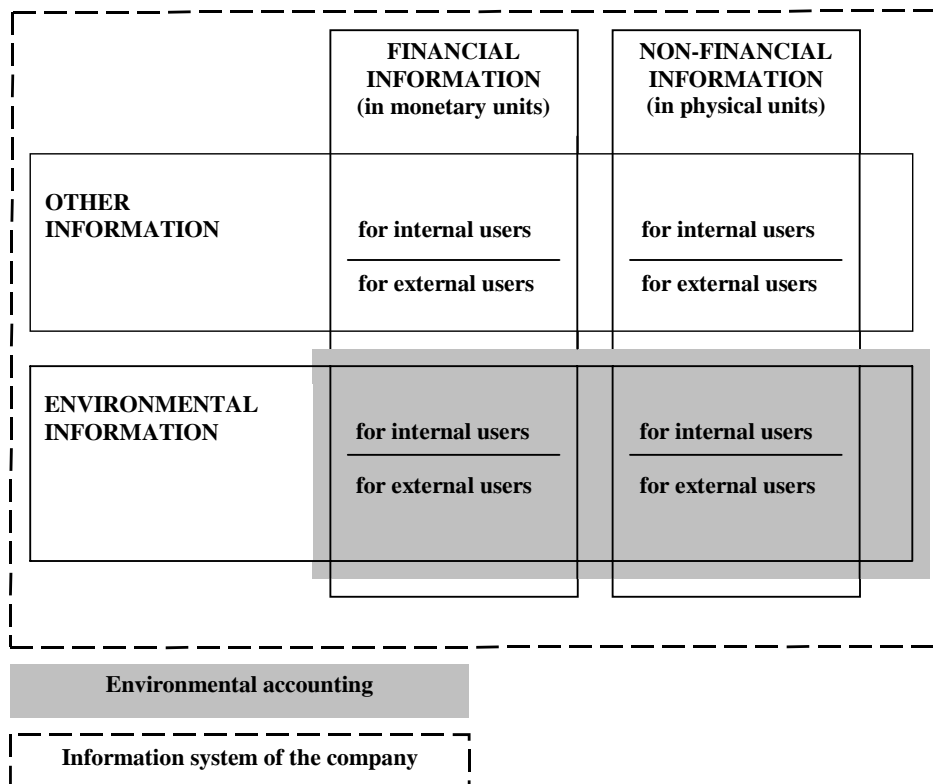 FINANCIAL
INFORMATION
(in monetary units)
NON-FINANCIAL
INFORMATION
(in physical units)
OTHER
INFORMATION
for internal users
for external users
for internal users
for external users
ENVIRONMENTAL
INFORMATION
for internal users
for external users
for internal users
for external users
Environmental accounting
Information system of the company